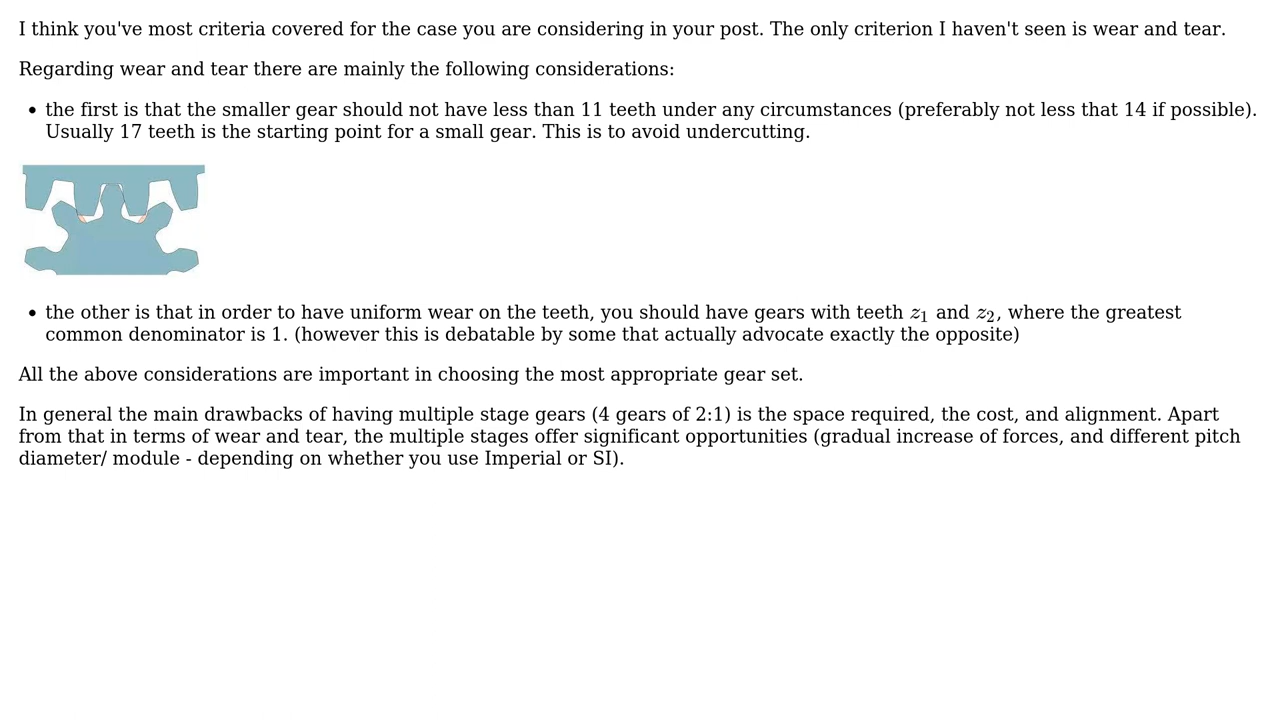 I think you've most criteria covered for the case you are considering in your post. The only criterion I haven't seen is wear and tear.
Regarding wear and tear there are mainly the following considerations:
• the first is that the smaller gear should not have less than 11 teeth under any circumstances (preferably not less that 14 if possible).
Usually 17 teeth is the starting point for a small gear. This is to avoid undercutting.
• the other is that in order to have uniform wear on the teeth, you should have gears with teeth z₁ and z₂, where the greatest
common denominator is 1. (however this is debatable by some that actually advocate exactly the opposite)
All the above considerations are important in choosing the most appropriate gear set.
In general the main drawbacks of having multiple stage gears (4 gears of 2:1) is the space required, the cost, and alignment. Apart
from that in terms of wear and tear, the multiple stages offer significant opportunities (gradual increase of forces, and different pitch
diameter/ module - depending on whether you use Imperial or SI).